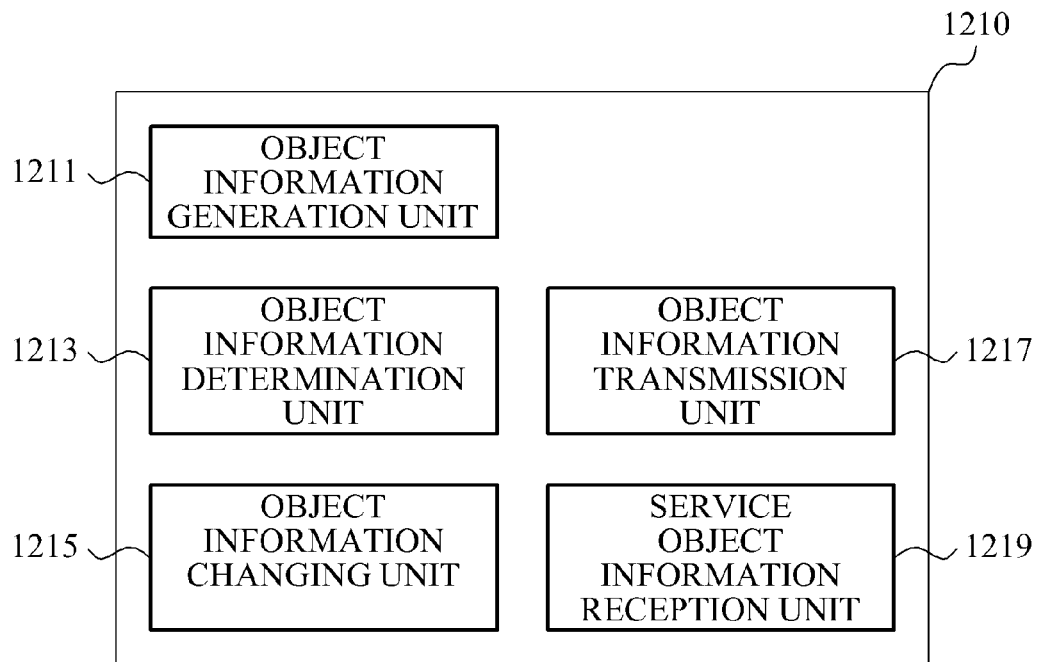 1210
1211
OBJECT
INFORMATION
GENERATION UNIT
1213
OBJECT
INFORMATION
DETERMINATION
UNIT
OBJECT
INFORMATION
TRANSMISSION
UNIT
1217
1215
OBJECT
INFORMATION
CHANGING UNIT
SERVICE
OBJECT
INFORMATION
RECEPTION UNIT
1219